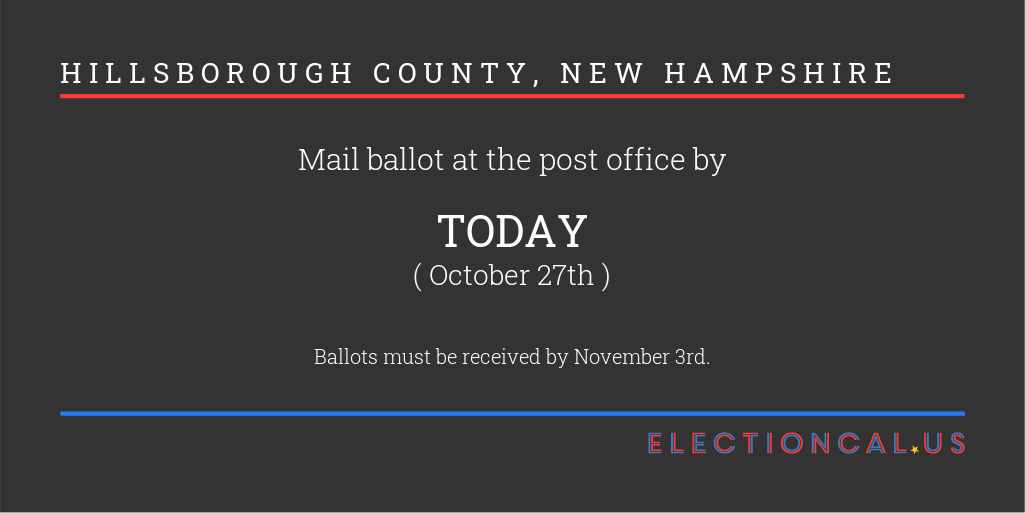 HILLSBOROUGH COUNTY, NEW HAMPSHIRE
Mail ballot at the post office by
TODAY
( October 27th )
Ballots must be received by November 3rd.
ELECTIONCAL.US